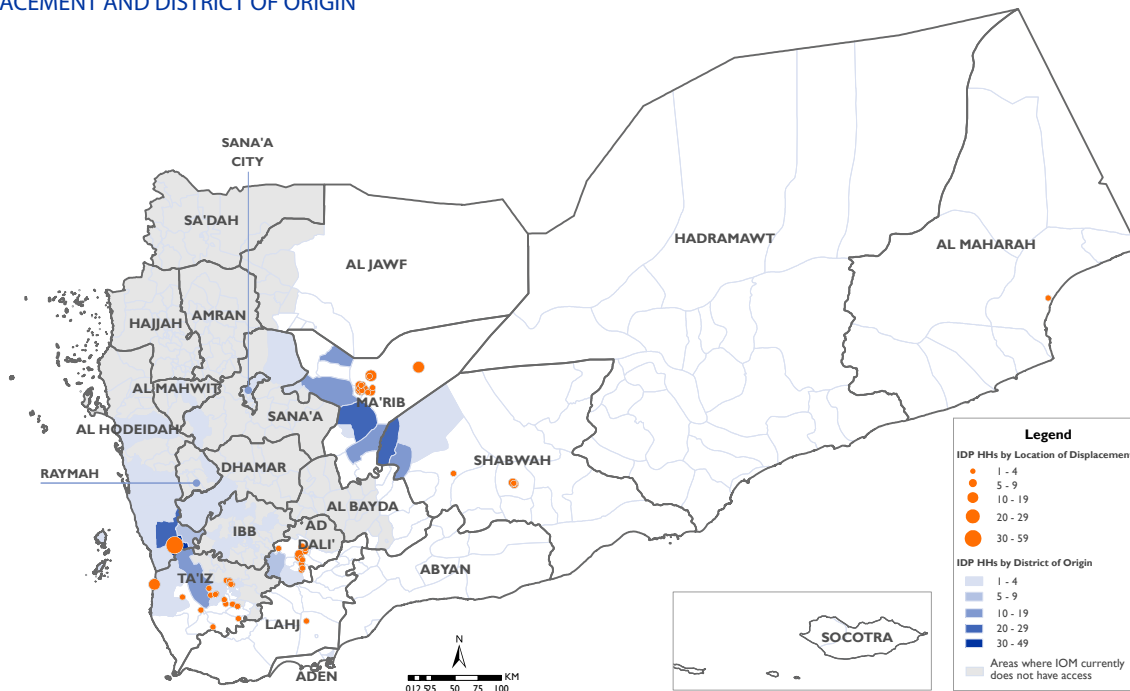 ACEMENT AND DISTRICT OF ORIGIN
SANA'A
CITY
SA'DAH
HADRAMAWT
AL MAHARAH
AL JAWF
HAJJAH
AMRAN
AL MAHWIT
MA'RIB
SANA'A
AL HODEIDAH
SHABWAH
DHAMAR
RAYMAH
AL BAYDA
IBB
AD
DALI'
ABYAN
TA'IZ
LAHJ
SOCOTRA
ADEN
N
KM
50 75 100
Legend
IDP HHs by Location of Displacemen
1 - 4
5 - 9
10 - 19
20 - 29
30 - 59
IDP HHs by District of Origin
1 - 4
5 - 9
10 - 19
20 - 29
30 - 49
Areas where IOM currently
does not have access